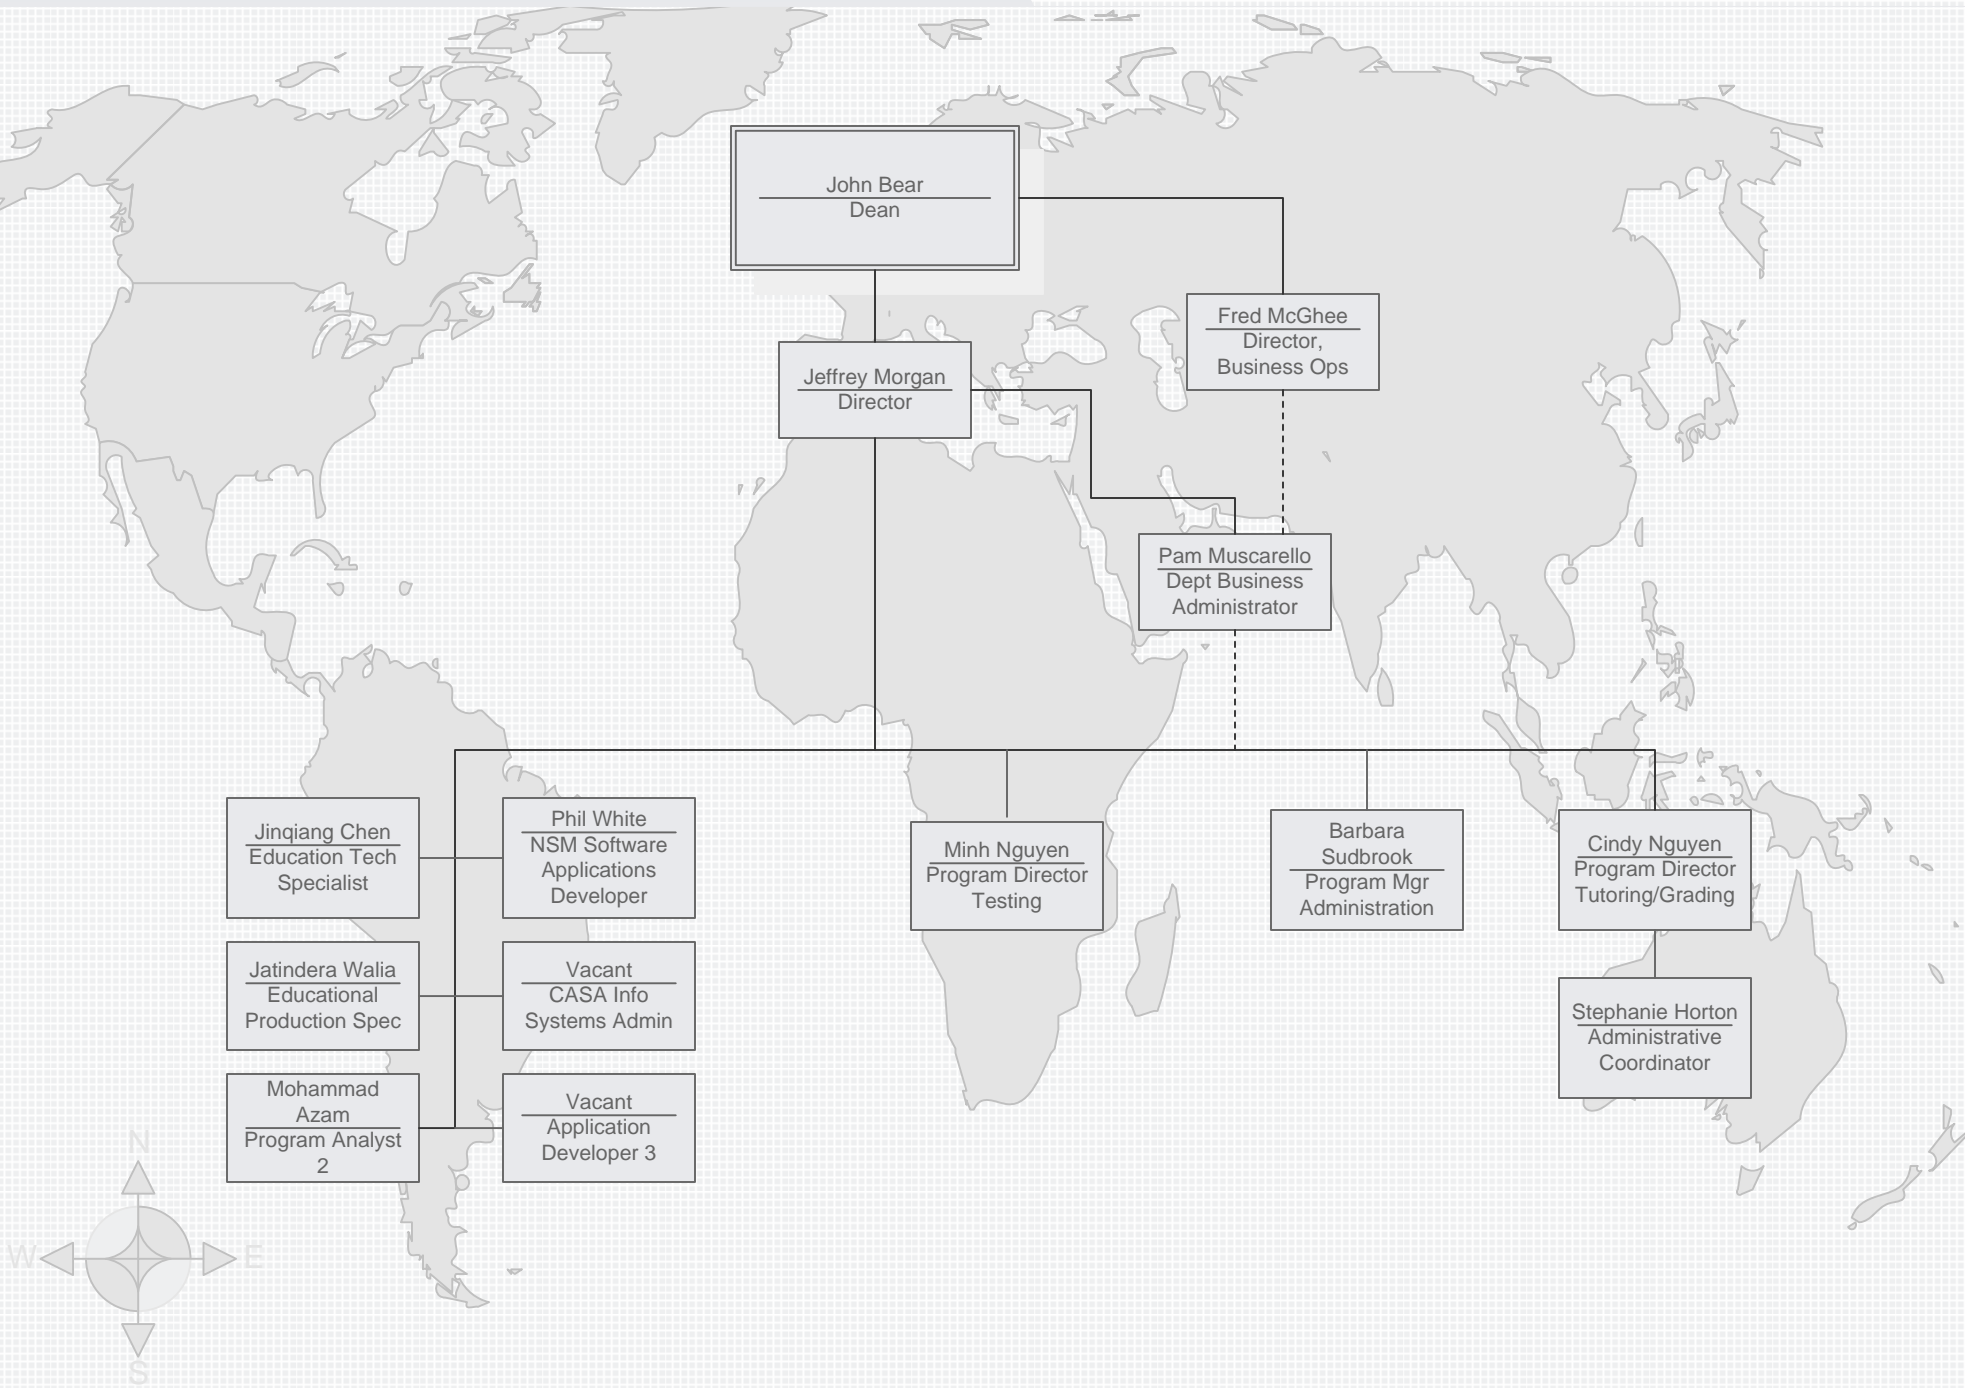 John Bear
Dean
Fred McGhee
Director,
Business Ops
Jeffrey Morgan
Director
Pam Muscarello
Dept Business
Administrator
Jinqiang Chen
Education Tech
Specialist
Phil White
NSM Software
Applications
Developer
Minh Nguyen
Program Director
Testing
Barbara
Sudbrook
Program Mgr
Administration
Cindy Nguyen
Program Director
Tutoring/Grading
Jatindera Walia
Educational
Production Spec
Vacant
CASA Info
Systems Admin
Stephanie Horton
Administrative
Coordinator
Mohammad
Azam
Program Analyst
2
Vacant
Application
Developer 3
N
W
E
S